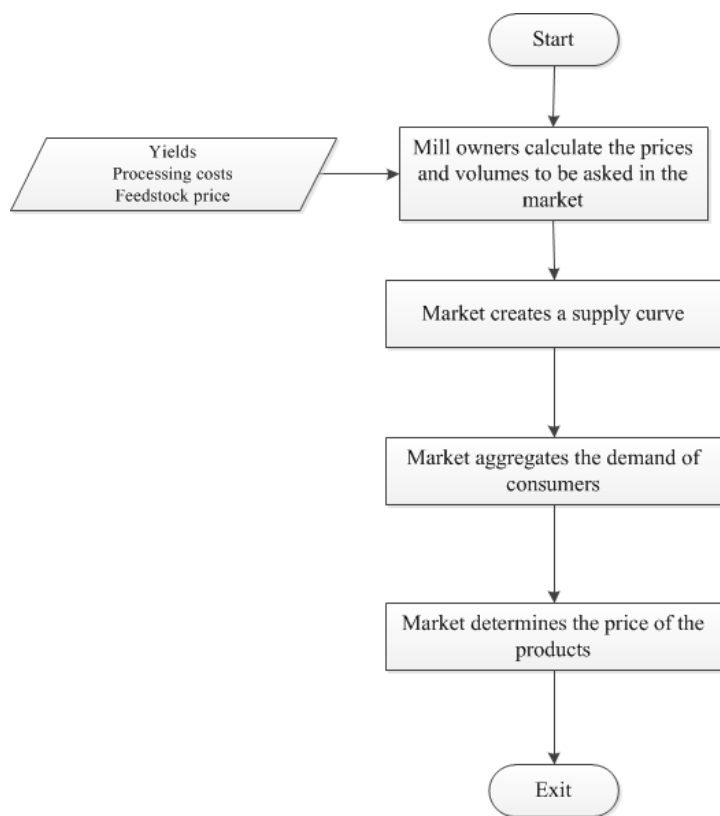 Start
Yields
Processing costs
Feedstock price
Mill owners calculate the prices
and volumes to be asked in the
market
Market creates a supply curve
Market aggregates the demand of
consumers
Market determines the price of the
products
Exit